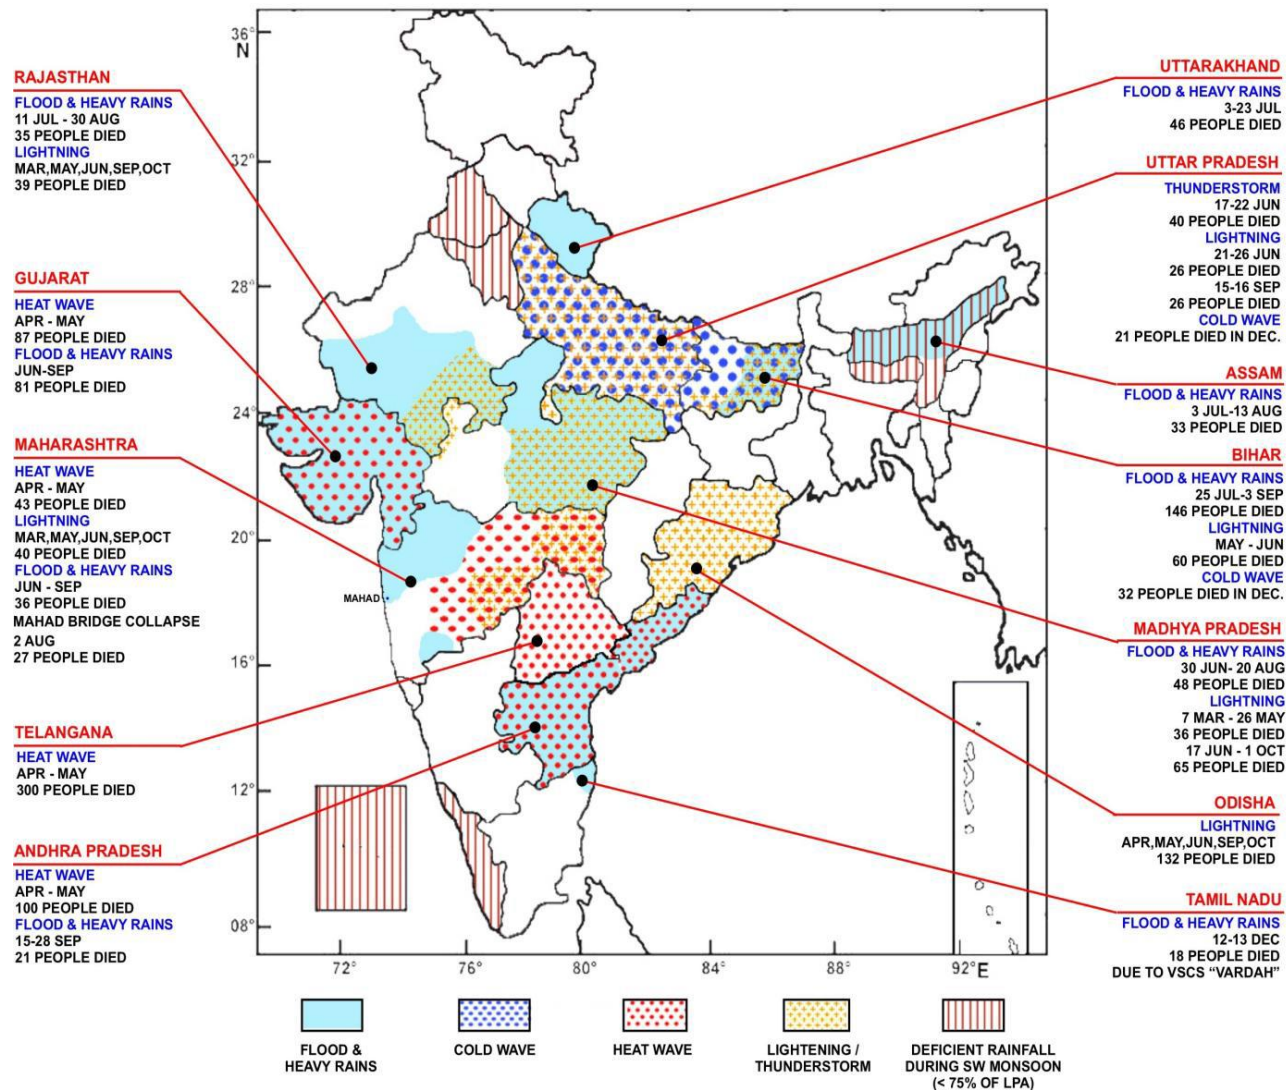 36°
N
32°
28°
24°
20°
16°
12°
08°
72°
76°
80°
84°
88°
92°E
MAHAD
RAJASTHAN
FLOOD & HEAVY RAINS
11 JUL - 30 AUG
35 PEOPLE DIED
LIGHTNING
MAR,MAY,JUN,SEP,OCT
39 PEOPLE DIED
GUJARAT
HEAT WAVE
APR - MAY
87 PEOPLE DIED
FLOOD & HEAVY RAINS
JUN-SEP
81 PEOPLE DIED
MAHARASHTRA
HEAT WAVE
APR - MAY
43 PEOPLE DIED
LIGHTNING
MAR,MAY,JUN,SEP,OCT
40 PEOPLE DIED
FLOOD & HEAVY RAINS
JUN - SEP
36 PEOPLE DIED
MAHAD BRIDGE COLLAPSE
2 AUG
27 PEOPLE DIED
TELANGANA
HEAT WAVE
APR - MAY
300 PEOPLE DIED
ANDHRA PRADESH
HEAT WAVE
APR - MAY
100 PEOPLE DIED
FLOOD & HEAVY RAINS
15-28 SEP
21 PEOPLE DIED
UTTARAKHAND
FLOOD & HEAVY RAINS
3-23 JUL
46 PEOPLE DIED
UTTAR PRADESH
THUNDERSTORM
17-22 JUN
40 PEOPLE DIED
LIGHTNING
21-26 JUN
26 PEOPLE DIED
15-16 SEP
26 PEOPLE DIED
COLD WAVE
21 PEOPLE DIED IN DEC.
ASSAM
FLOOD & HEAVY RAINS
3 JUL-13 AUG
33 PEOPLE DIED
BIHAR
FLOOD & HEAVY RAINS
25 JUL-3 SEP
146 PEOPLE DIED
LIGHTNING
MAY - JUN
60 PEOPLE DIED
COLD WAVE
32 PEOPLE DIED IN DEC.
MADHYA PRADESH
FLOOD & HEAVY RAINS
30 JUN- 20 AUG
48 PEOPLE DIED
LIGHTNING
7 MAR - 26 MAY
36 PEOPLE DIED
17 JUN - 1 OCT
65 PEOPLE DIED
ODISHA
LIGHTNING
APR,MAY,JUN,SEP,OCT
132 PEOPLE DIED
TAMIL NADU
FLOOD & HEAVY RAINS
12-13 DEC
18 PEOPLE DIED
DUE TO VSCS “VARDAH”
FLOOD &
HEAVY RAINS
COLD WAVE
HEAT WAVE
LIGHTENING /
THUNDERSTORM
DEFICIENT RAINFALL
DURING SW MONSOON
(< 75% OF LPA)